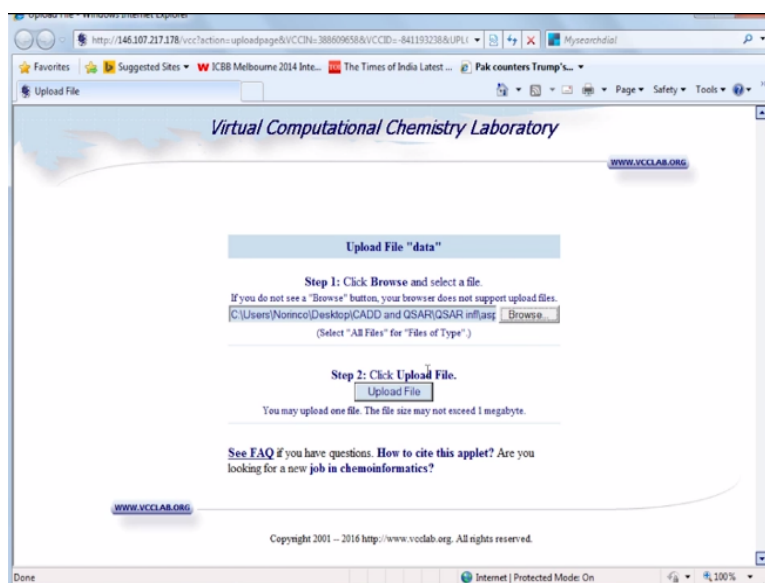 Upload File - Windows Internet Explorer
http://146.107.217.178/vcc?action=uploadpage&VCCIN=388609658&VCCID=-841193238&UPL(
Mysearchdial
Favorites Suggested Sites W ICBB Melbourne 2014 Inte... The Times of India Latest ... Pak counters Trump's...
Upload File Page Safety Tools
Virtual Computational Chemistry Laboratory
WWW.VCCLAB.ORG
Upload File "data"
Step 1: Click Browse and select a file.
If you do not see a "Browse" button, your browser does not support upload files.
C:\Users\Norinco\Desktop\CADD and QSAR\QSAR infl\asp Browse...
(Select "All Files" for "Files of Type".)
Step 2: Click Upload File.
Upload File
You may upload one file. The file size may not exceed 1 megabyte.
See FAQ if you have questions. How to cite this applet? Are you
looking for a new job in chemoinformatics?
WWW.VCCLAB.ORG
Copyright 2001 – 2016 http://www.vcclab.org. All rights reserved.
Done Internet | Protected Mode: On 100%